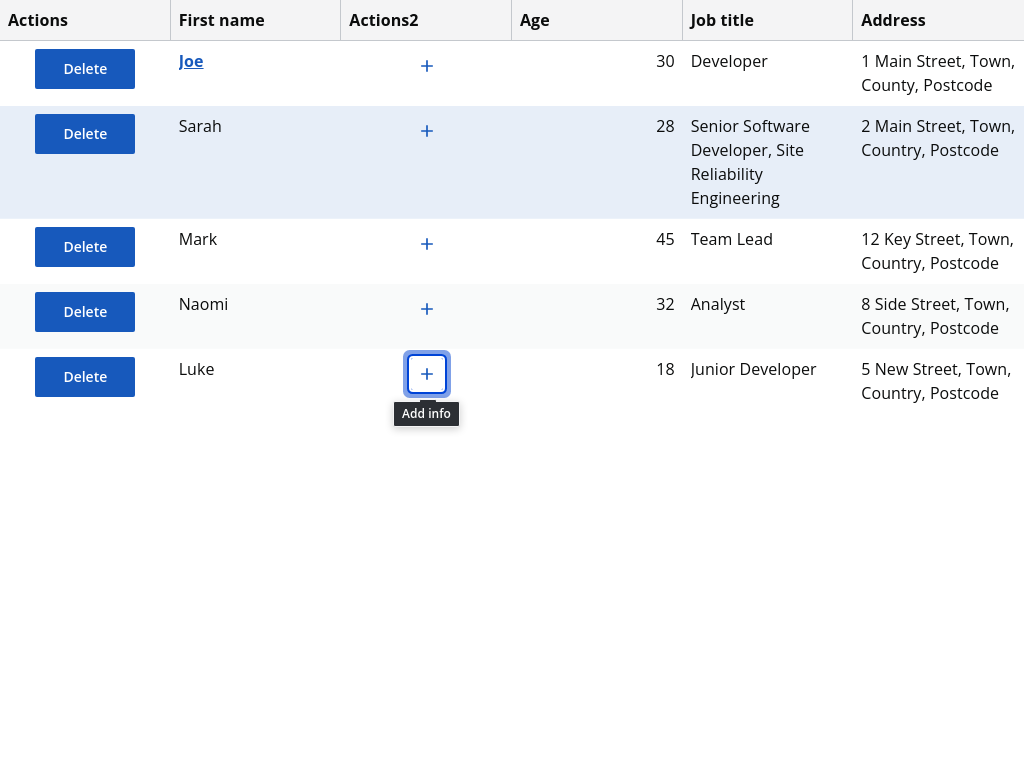 Actions First name Actions2 Age Job title Address
Delete Joe + 30 Developer 1 Main Street, Town,
County, Postcode
Delete Sarah + 28 Senior Software 2 Main Street, Town,
Developer, Site Country, Postcode
Reliability
Engineering
Delete Mark + 45 Team Lead 12 Key Street, Town,
Country, Postcode
Delete Naomi + 32 Analyst 8 Side Street, Town,
Country, Postcode
Delete Luke + 18 Junior Developer 5 New Street, Town,
Country, Postcode
Add info